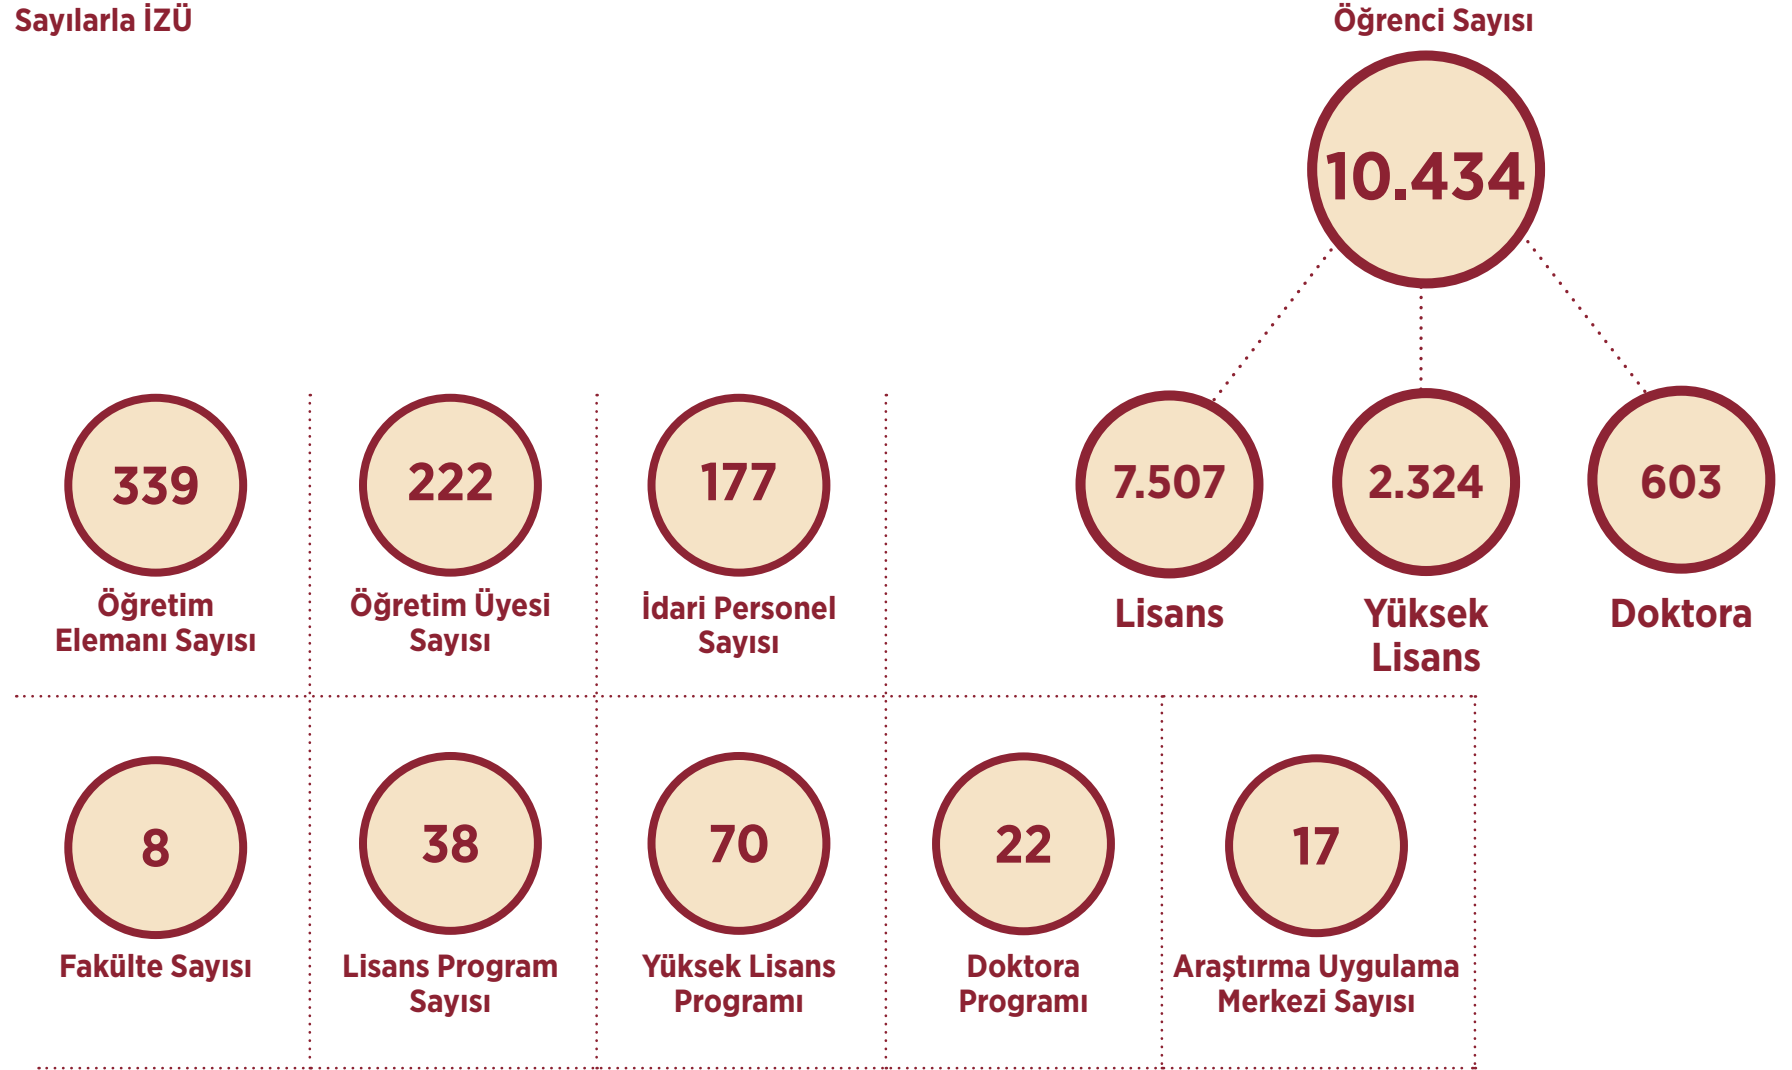 Sayılarla İZÜ
Öğrenci Sayısı
10.434
7.507
Lisans
2.324
Yüksek
Lisans
603
Doktora
339
Öğretim
Elemanı Sayısı
222
Öğretim Üyesi
Sayısı
177
İdari Personel
Sayısı
8
Fakülte Sayısı
38
Lisans Program
Sayısı
70
Yüksek Lisans
Programı
22
Doktora
Programı
17
Araştırma Uygulama
Merkezi Sayısı